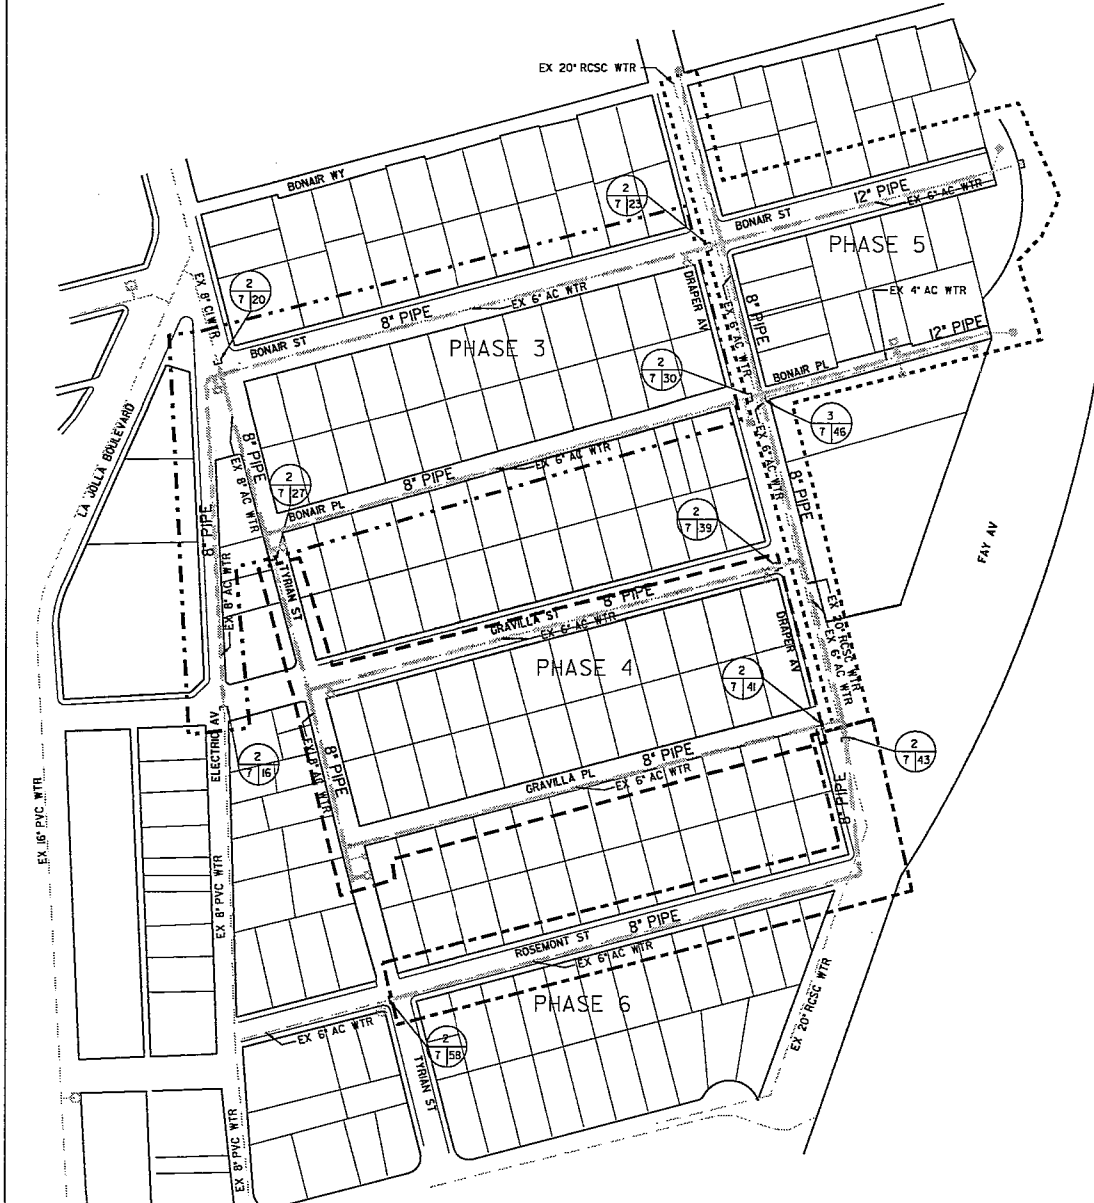 EX 20" RCSC WTR
BONAIR WY
2
7 23
12" PIPE
EX 6" AC WTR
BONAIR ST
PHASE 5
2
7 20
EX 8" CI WTR
EX 6" AC WTR
8" PIPE
BONAIR ST
DRAPER AV
EX 6" AC WTR
8" PIPE
EX 4" AC WTR
12" PIPE
PHASE 3
2
7 30
BONAIR PL
3
7 46
LA JOLLA BOULEVARD
8" PIPE
EX 8" AC WTR
2
7 27
8" PIPE
EX 6" AC WTR
BONAIR PL
EX 6" AC WTR
8" PIPE
2
7 39
8" PIPE
EX 8" AC WTR
TYRIAN ST
FAY AV
8" PIPE
GRAVILLA ST
EX 6" AC WTR
PHASE 4
DRAPER AV
EX 20" RCSC WTR
EX 6" AC WTR
2
7 41
2
7 43
ELECTRIC AV
2
7 16
EX 8" AC WTR
8" PIPE
8" PIPE
GRAVILLA PL
EX 6" AC WTR
8" PIPE
EX 16" PVC WTR
EX 8" PVC WTR
8" PIPE
ROSEMONT ST
EX 6" AC WTR
PHASE 6
EX 20" RCSC WTR
EX 6" AC WTR
2
7 58
TYRIAN ST
EX 8" PVC WTR